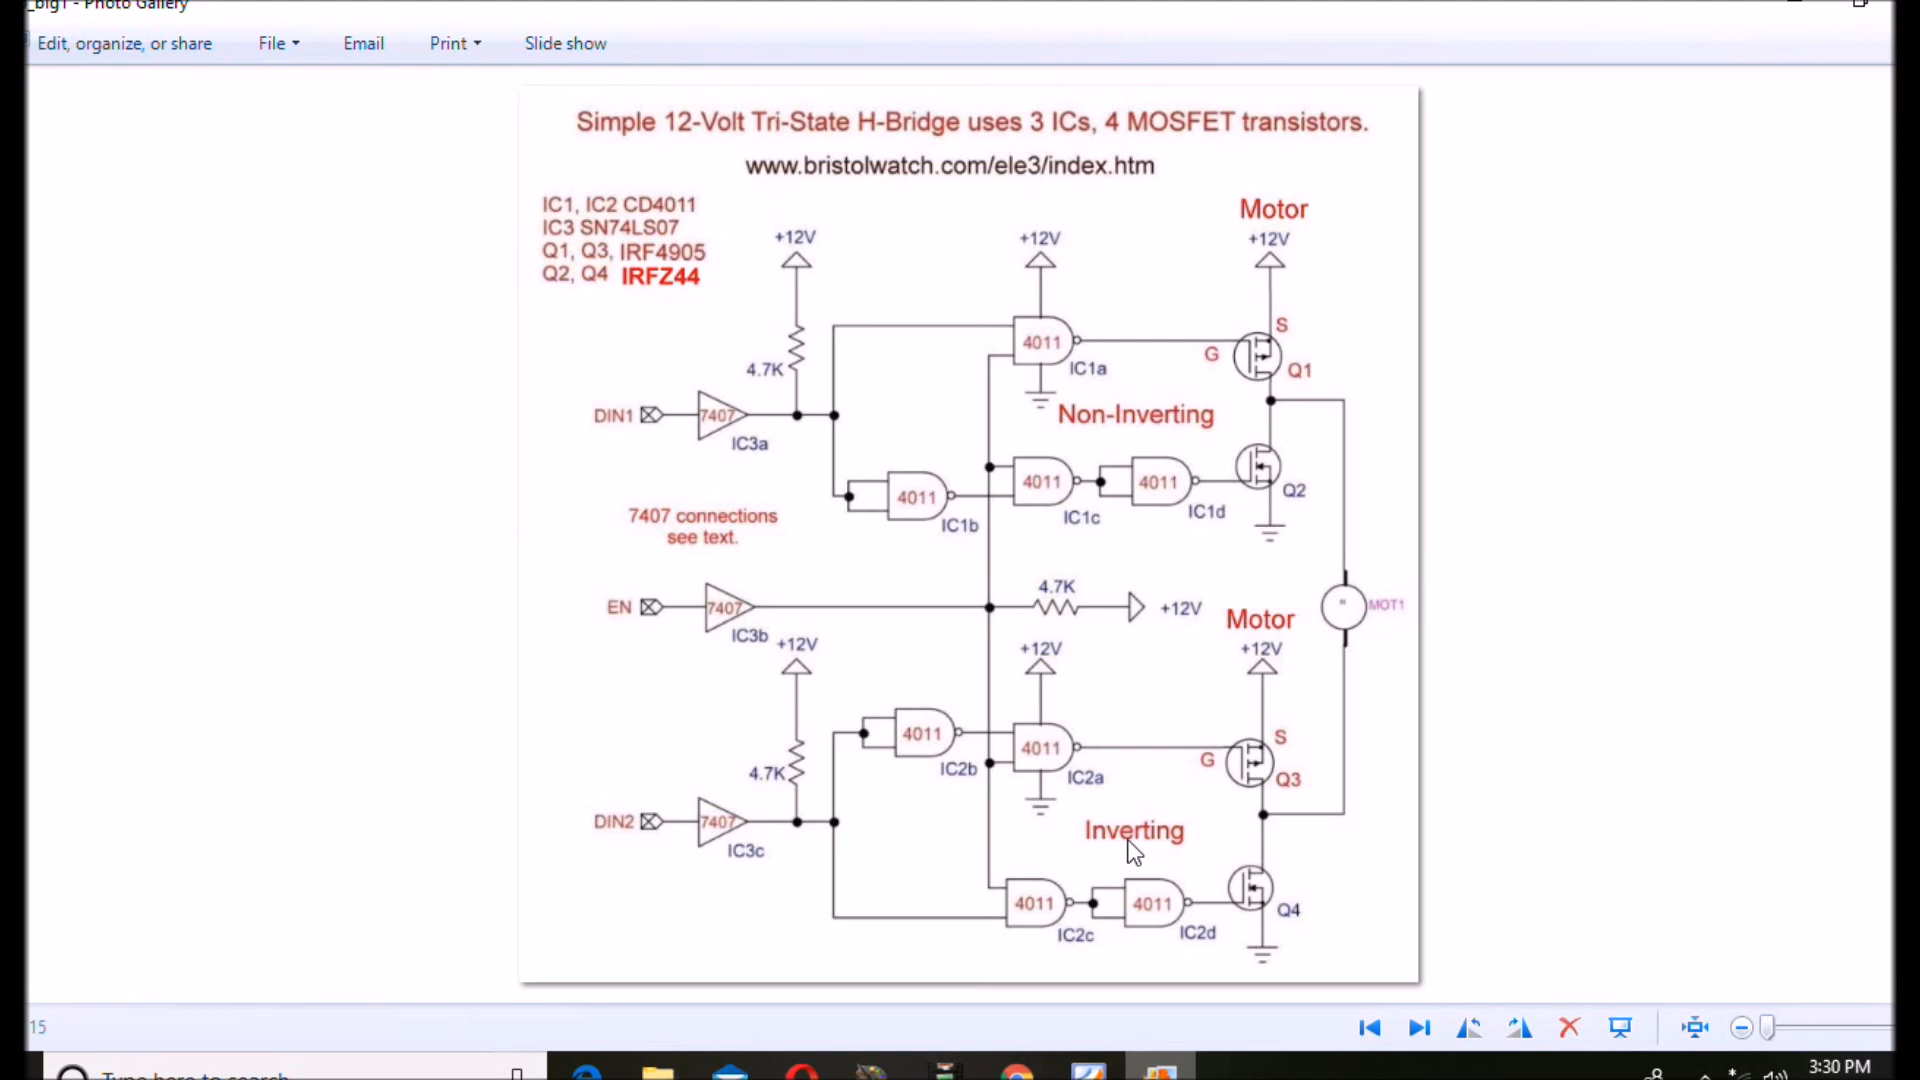 _big1 - Photo Gallery
Edit, organize, or share File Email Print Slide show
Simple 12-Volt Tri-State H-Bridge uses 3 ICs, 4 MOSFET transistors.
www.bristolwatch.com/ele3/index.htm
IC1, IC2 CD4011
IC3 SN74LS07
Q1, Q3, IRF4905
Q2, Q4 IRFZ44
Motor
+12V
+12V
+12V
S
4011
G
4.7K
IC1a
Q1
DIN1
7407
Non-Inverting
IC3a
4011
4011
4011
Q2
IC1b
IC1c
IC1d
7407 connections
see text.
4.7K
EN
7407
+12V
MOT1
IC3b
Motor
+12V
+12V
+12V
4011
4011
S
G
4.7K
IC2b
IC2a
Q3
DIN2
7407
Inverting
IC3c
4011
4011
Q4
IC2c
IC2d
15
Type here to search
3:30 PM